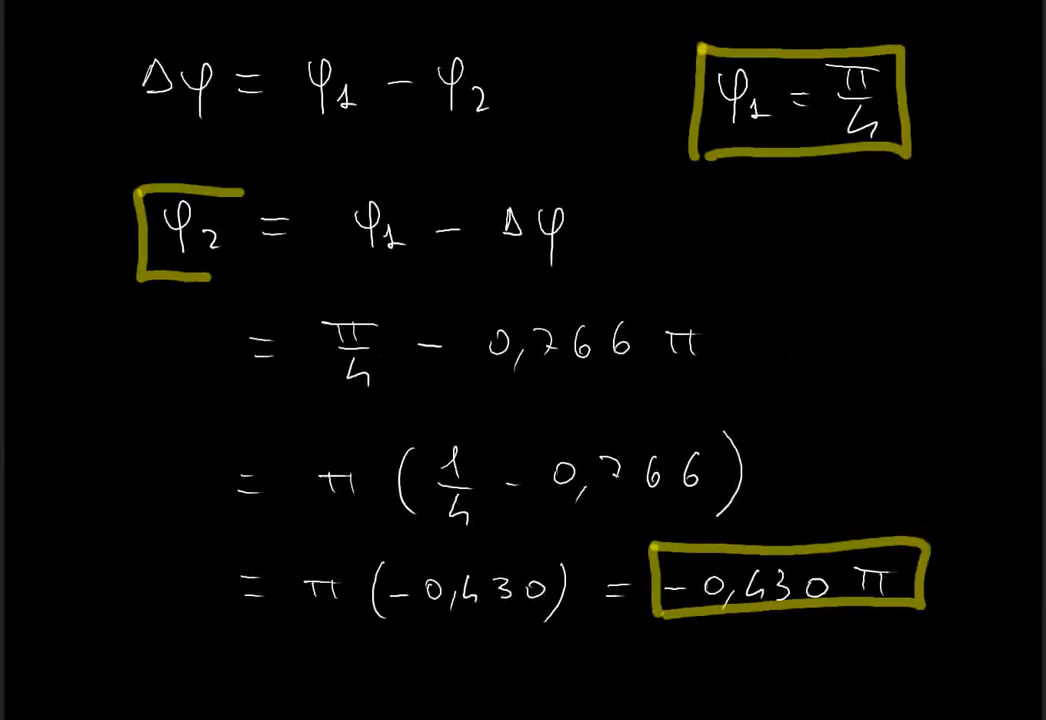 Δφ = φ1 - φ2
φ1 = π/4
φ2 = φ1 - Δφ
= π/4 - 0,766 π
= π (1/4 - 0,766)
= π (-0,430) = -0,430 π